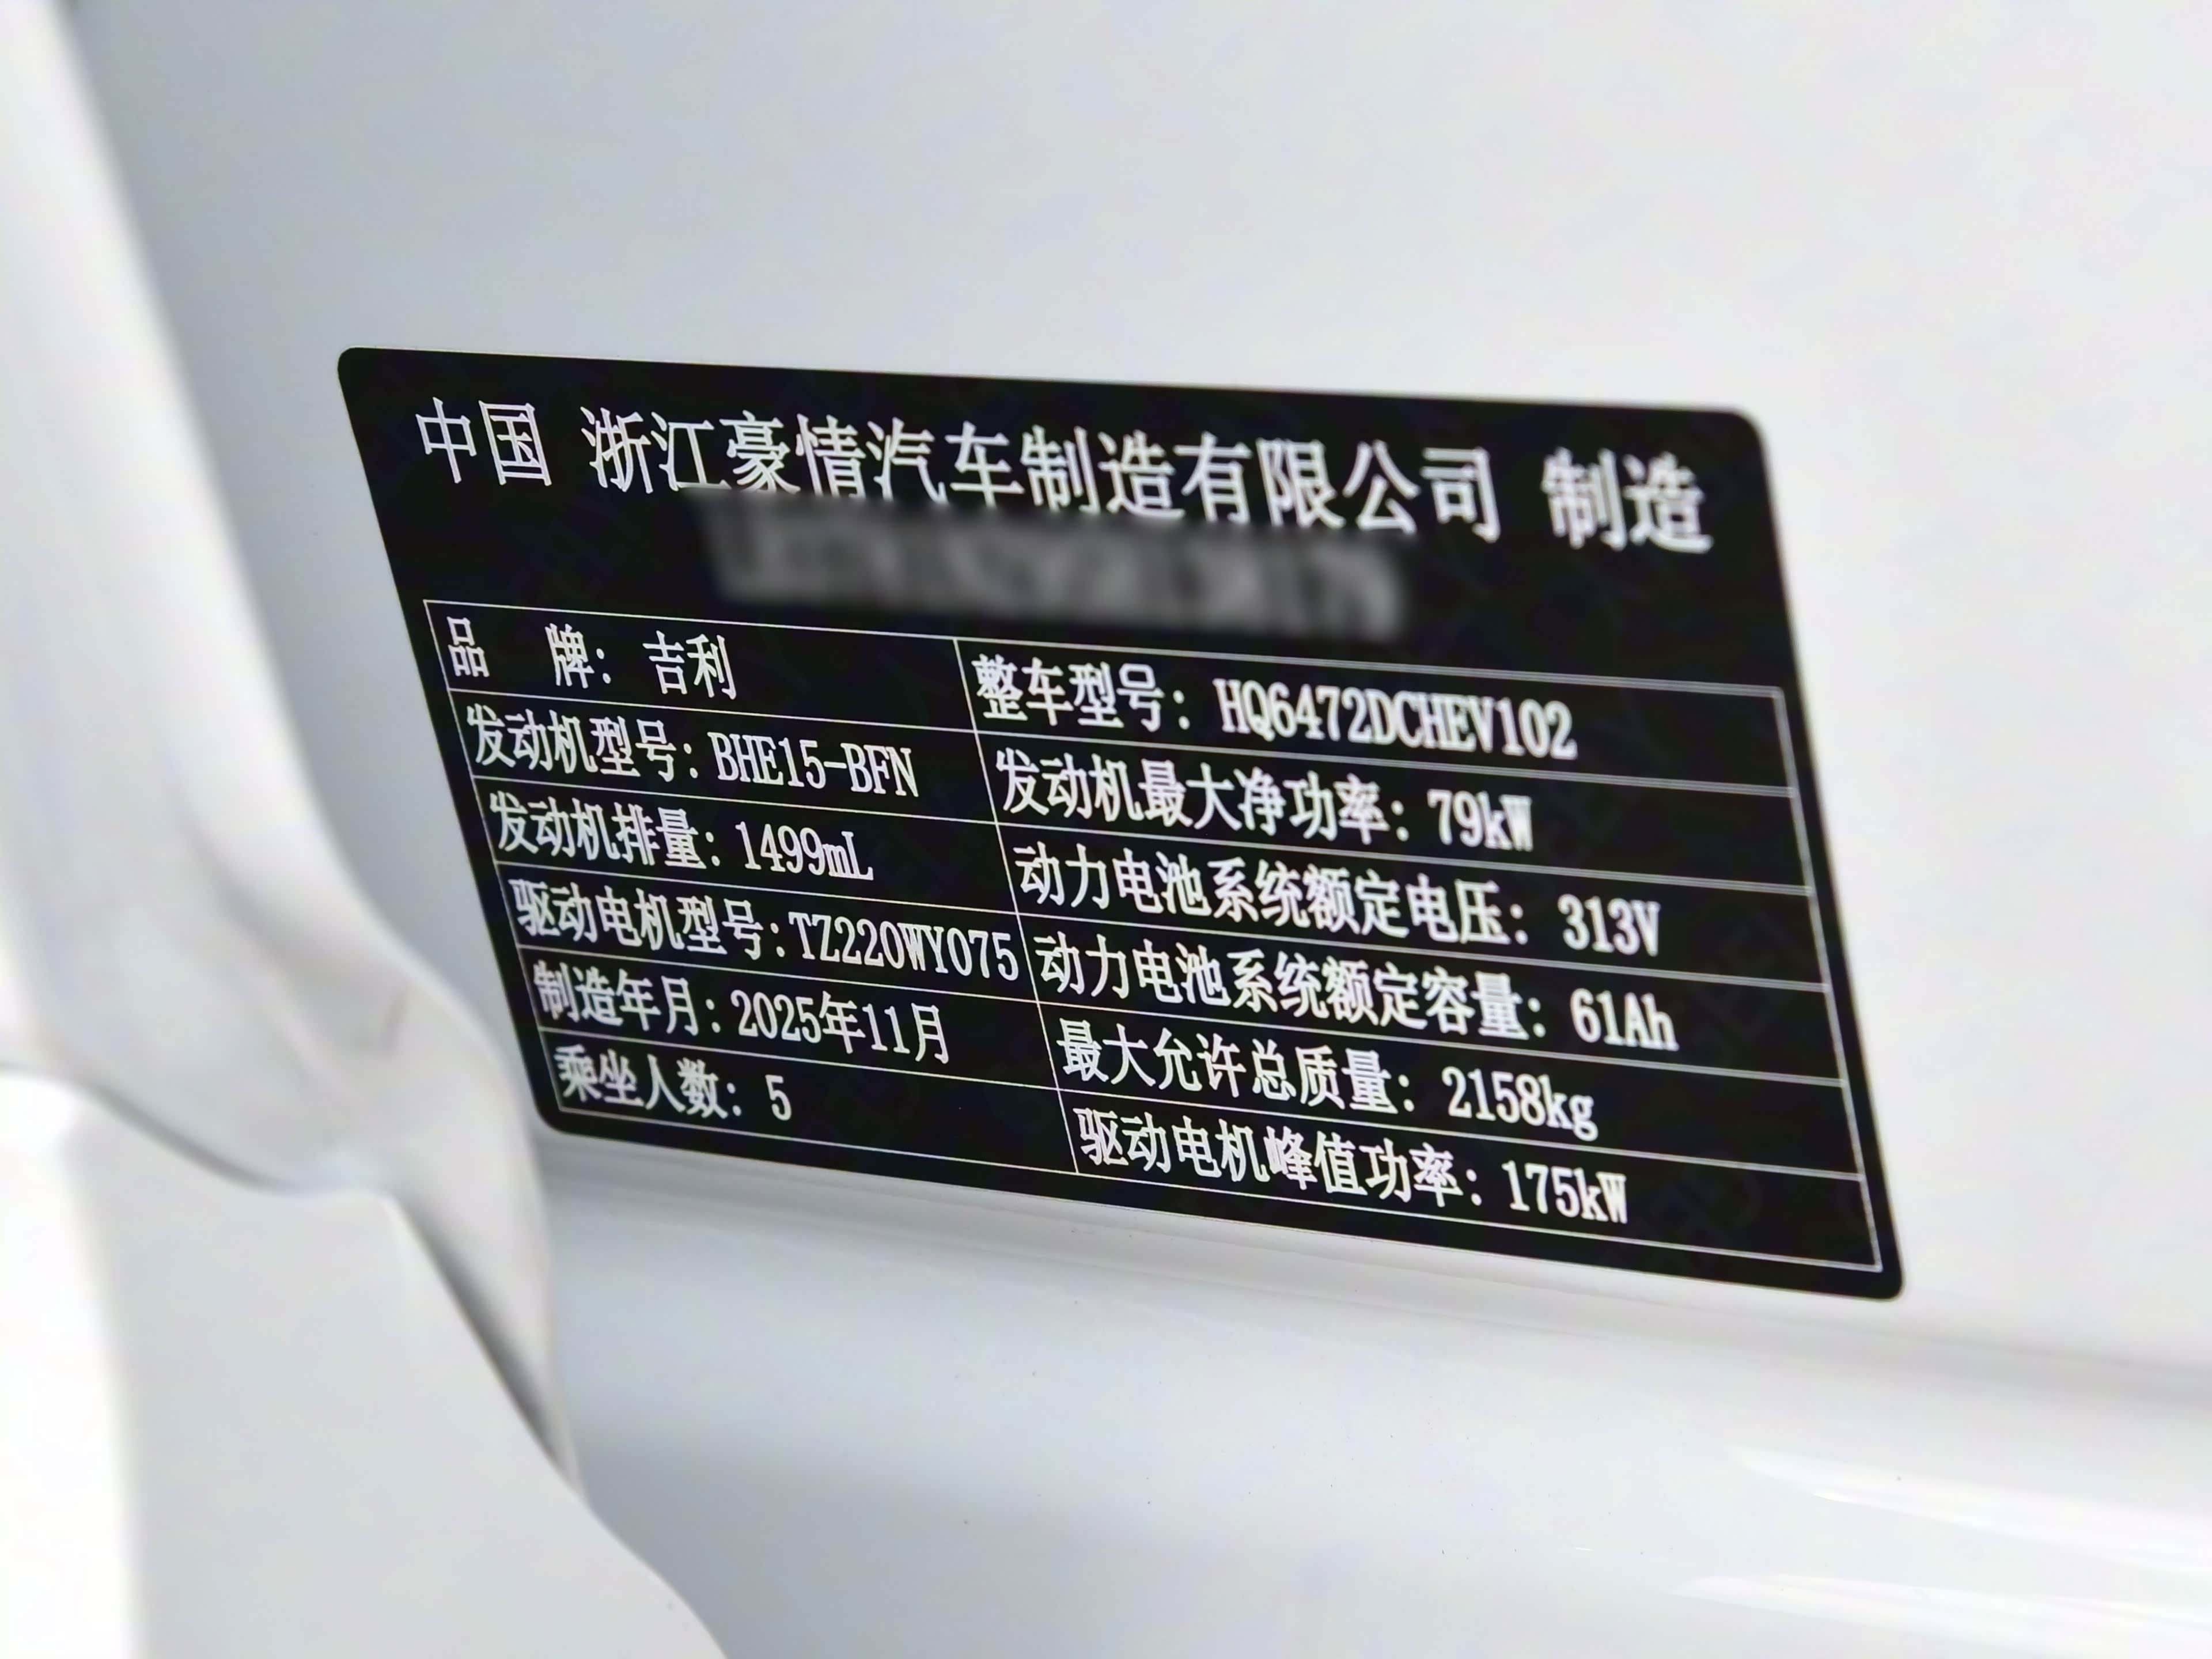 中国 浙江豪情汽车制造有限公司 制造
品 牌: 吉利
整车型号: HQ6472DCHEV102
发动机型号: BHE15-BFN
发动机最大净功率: 79kW
发动机排量: 1499mL
动力电池系统额定电压: 313V
驱动电机型号:TZ220WY075
动力电池系统额定容量: 61Ah
制造年月: 2025年11月
最大允许总质量: 2158kg
乘坐人数: 5
驱动电机峰值功率: 175kW